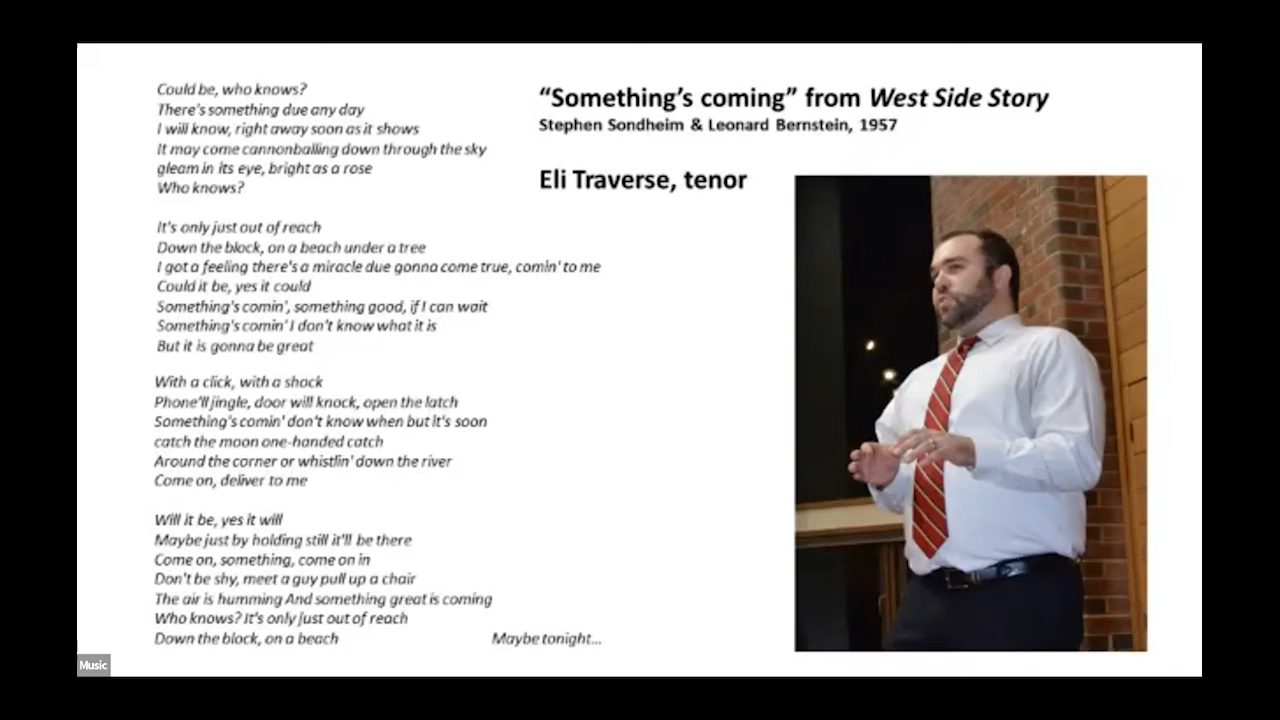 Could be, who knows?
There's something due any day
I will know, right away soon as it shows
It may come cannonballing down through the sky
gleam in its eye, bright as a rose
Who knows?
It's only just out of reach
Down the block, on a beach under a tree
I got a feeling there's a miracle due gonna come true, comin' to me
Could it be, yes it could
Something's comin', something good, if I can wait
Something's comin' I don't know what it is
But it is gonna be great
With a click, with a shock
Phone'll jingle, door will knock, open the latch
Something's comin' don't know when but it's soon
catch the moon one-handed catch
Around the corner or whistlin' down the river
Come on, deliver to me
Will it be, yes it will
Maybe just by holding still it'll be there
Come on, something, come on in
Don't be shy, meet a guy pull up a chair
The air is humming And something great is coming
Who knows? It's only just out of reach
Down the block, on a beach Maybe tonight...
“Something’s coming” from West Side Story
Stephen Sondheim & Leonard Bernstein, 1957
Eli Traverse, tenor
Music